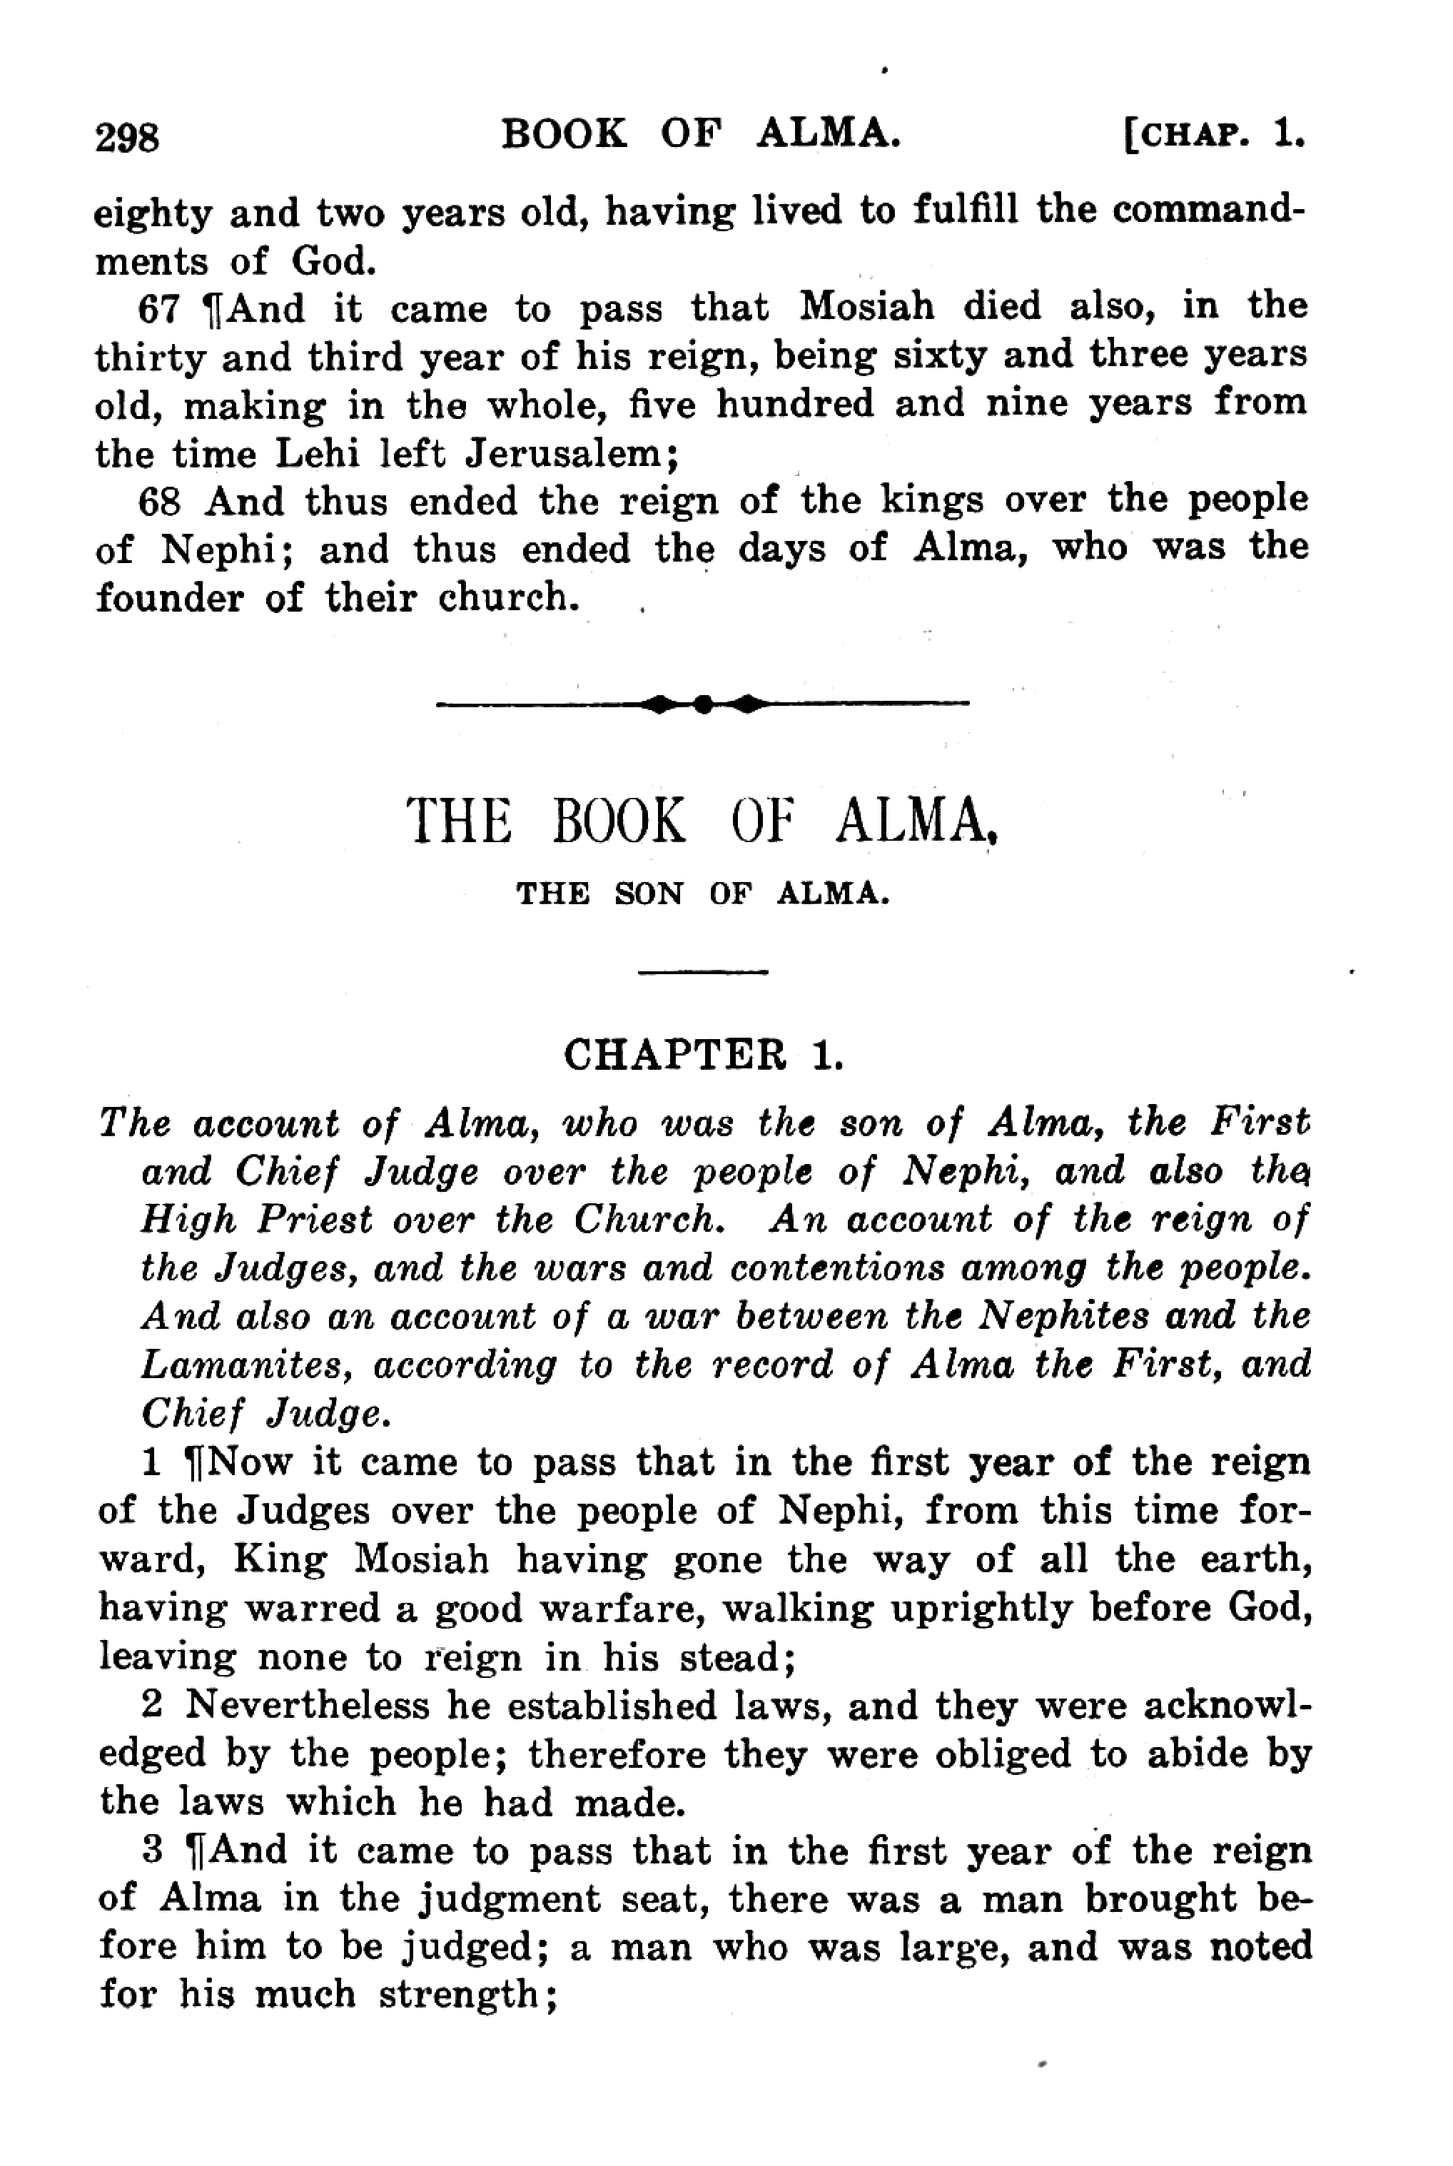 298 BOOK OF ALMA. [CHAP. 1.
eighty and two years old, having lived to fulfill the command-
ments of God.
67 ¶And it came to pass that Mosiah died also, in the
thirty and third year of his reign, being sixty and three years
old, making in the whole, five hundred and nine years from
the time Lehi left Jerusalem;
68 And thus ended the reign of the kings over the people
of Nephi; and thus ended the days of Alma, who was the
founder of their church.
THE BOOK OF ALMA,
THE SON OF ALMA.
CHAPTER 1.
The account of Alma, who was the son of Alma, the First
and Chief Judge over the people of Nephi, and also the
High Priest over the Church. An account of the reign of
the Judges, and the wars and contentions among the people.
And also an account of a war between the Nephites and the
Lamanites, according to the record of Alma the First, and
Chief Judge.
1 ¶Now it came to pass that in the first year of the reign
of the Judges over the people of Nephi, from this time for-
ward, King Mosiah having gone the way of all the earth,
having warred a good warfare, walking uprightly before God,
leaving none to reign in his stead;
2 Nevertheless he established laws, and they were acknowl-
edged by the people; therefore they were obliged to abide by
the laws which he had made.
3 ¶And it came to pass that in the first year of the reign
of Alma in the judgment seat, there was a man brought be-
fore him to be judged; a man who was large, and was noted
for his much strength;